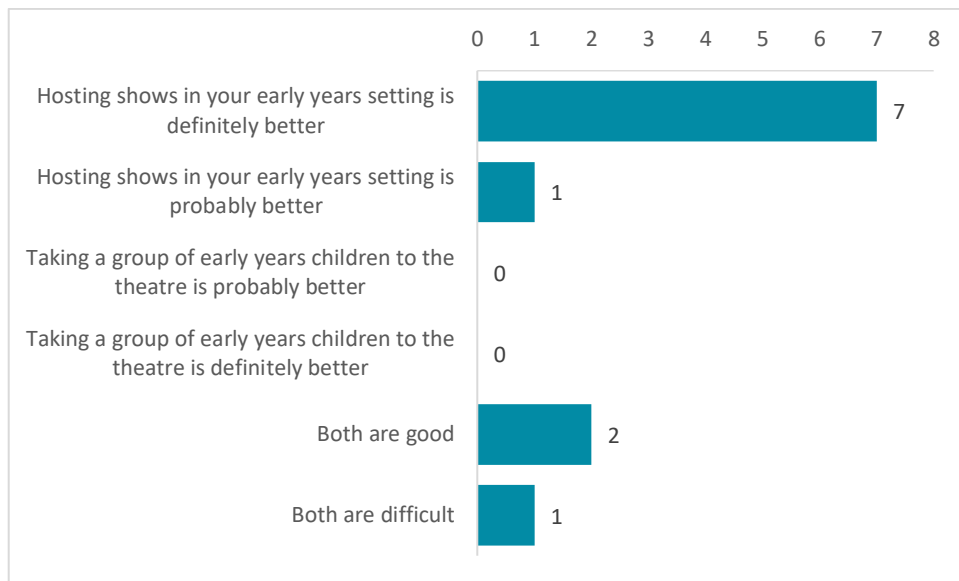 0 1 2 3 4 5 6 7 8
Hosting shows in your early years setting is
definitely better
7
Hosting shows in your early years setting is
probably better
1
Taking a group of early years children to the
theatre is probably better
0
Taking a group of early years children to the
theatre is definitely better
0
Both are good
2
Both are difficult
1